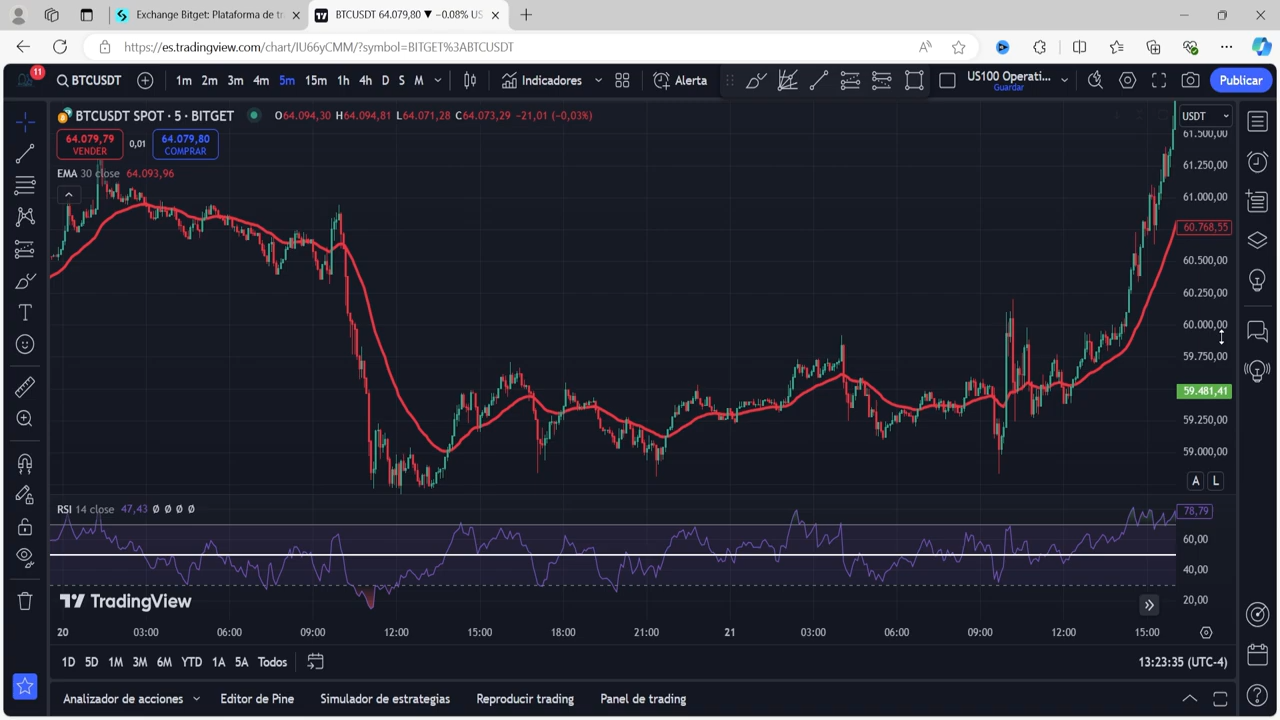 Exchange Bitget: Plataforma de tr
BTCUSDT 64.079,80 ▼ −0.08% US
https://es.tradingview.com/chart/IU66yCMM/?symbol=BITGET%3ABTCUSDT
11
BTCUSDT
1m 2m 3m 4m 5m 15m 1h 4h D S M
Indicadores
Alerta
US100 Operati...
Guardar
Publicar
BTCUSDT SPOT · 5 · BITGET
O64.094,30 H64.094,81 L64.071,28 C64.073,29 −21,01 (−0,03%)
USDT
64.079,79
VENDER
0,01
64.079,80
COMPRAR
EMA 30 close 64.093,96
61.500,00
61.250,00
61.000,00
60.768,55
60.500,00
60.250,00
60.000,00
59.750,00
59.481,41
59.250,00
59.000,00
A L
RSI 14 close 47,43 Ø Ø Ø Ø
78,79
60,00
40,00
20,00
TradingView
20 03:00 06:00 09:00 12:00 15:00 18:00 21:00 21 03:00 06:00 09:00 12:00 15:00
1D 5D 1M 3M 6M YTD 1A 5A Todos
13:23:35 (UTC-4)
Analizador de acciones
Editor de Pine
Simulador de estrategias
Reproducir trading
Panel de trading